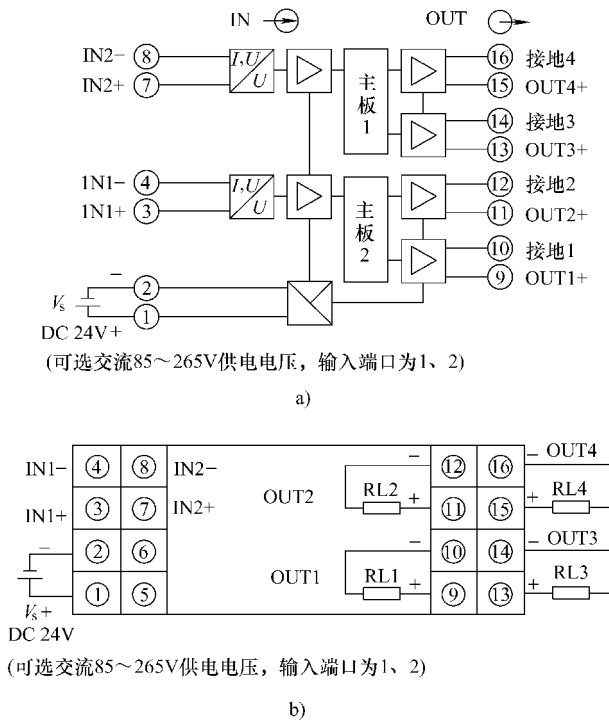 IN OUT
IN2− ⑧ I,U/U ⑯ 接地4
IN2+ ⑦ ⑮ OUT4+
主板1
⑭ 接地3
⑬ OUT3+
1N1− ④ I,U/U ⑫ 接地2
1N1+ ③ ⑪ OUT2+
主板2
⑩ 接地1
⑨ OUT1+
− ②
Vs
DC 24V+ ①
(可选交流85～265V供电电压，输入端口为1、2)
a)
IN1− ④ ⑧ IN2− − ⑫ ⑯ − OUT4
IN1+ ③ ⑦ IN2+ OUT2 RL2 + ⑪ ⑮ + RL4
− ② ⑥ − ⑩ ⑭ − OUT3
① ⑤ OUT1 RL1 + ⑨ ⑬ + RL3
Vs+
DC 24V
(可选交流85～265V供电电压，输入端口为1、2)
b)